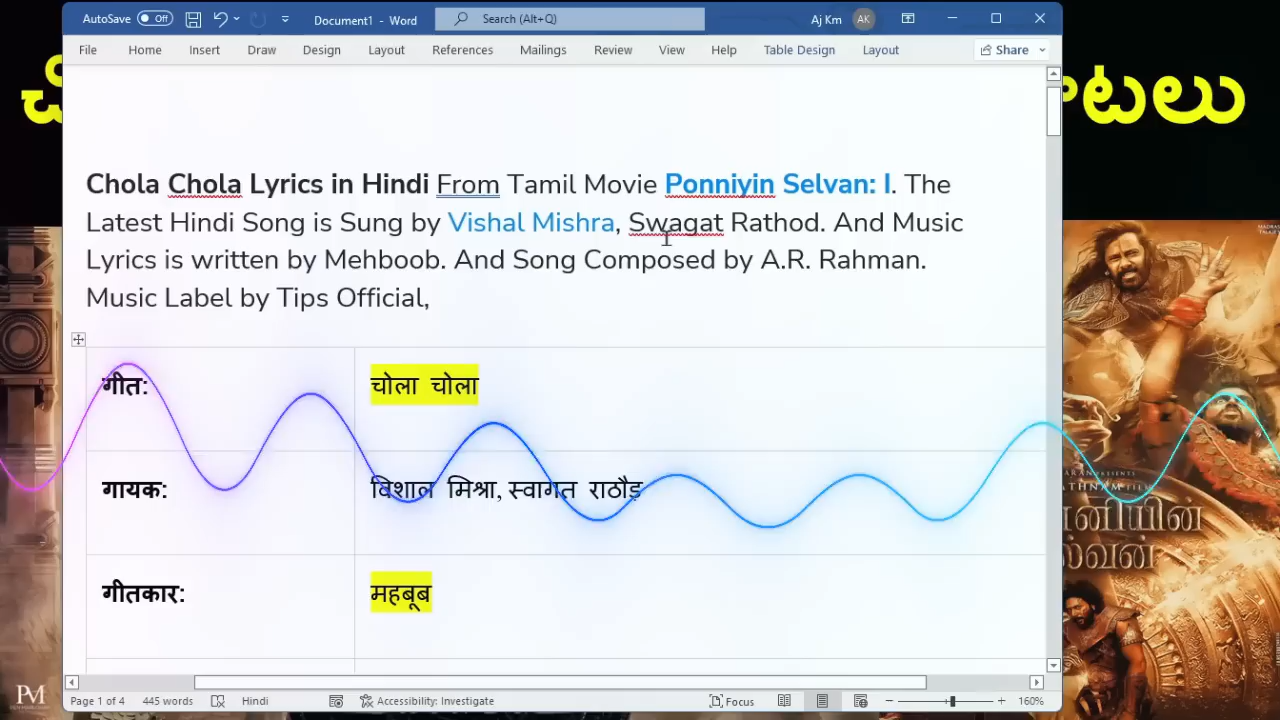 AutoSave Off Document1 - Word Search (Alt+Q) Aj Km AK
File Home Insert Draw Design Layout References Mailings Review View Help Table Design Layout Share
Chola Chola Lyrics in Hindi From Tamil Movie Ponniyin Selvan: I. The
Latest Hindi Song is Sung by Vishal Mishra, Swagat Rathod. And Music
Lyrics is written by Mehboob. And Song Composed by A.R. Rahman.
Music Label by Tips Official,
गीत: चोला चोला
गायक: विशाल मिश्रा, स्वागत राठौड़
गीतकार: महबूब
Page 1 of 4 445 words Hindi Accessibility: Investigate Focus 160%